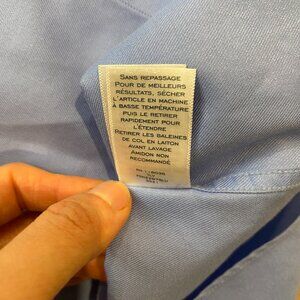 SANS REPASSAGE
POUR DE MEILLEURS
RÉSULTATS, SÉCHER
L'ARTICLE EN MACHINE
À BASSE TEMPÉRATURE
PUIS LE RETIRER
RAPIDEMENT POUR
L'ÉTENDRE
RETIRER LES BALEINES
DE COL EN LAITON
AVANT LAVAGE
AMIDON NON
RECOMMANDÉ